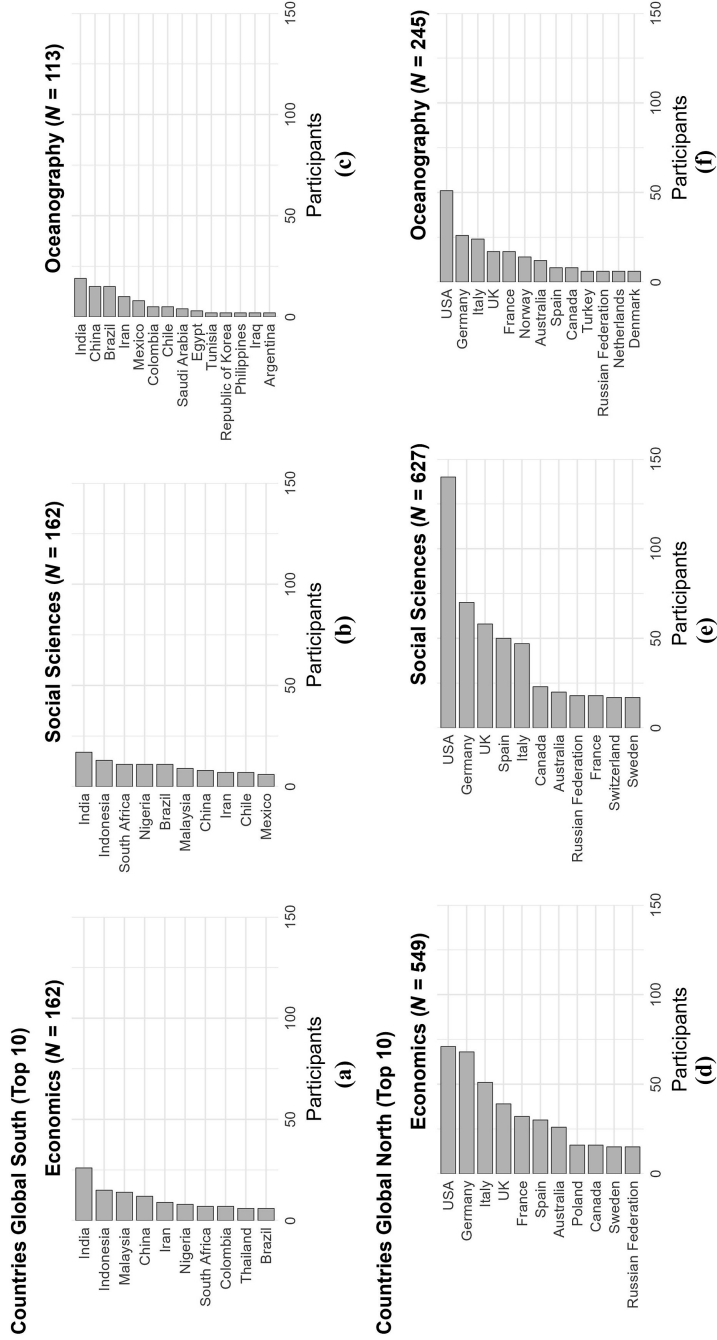 Countries Global South (Top 10)
Economics (N = 162)
India
Indonesia
Malaysia
China
Iran
Nigeria
South Africa
Colombia
Thailand
Brazil
0 50 100 150
Participants
(a)
Social Sciences (N = 162)
India
Indonesia
South Africa
Nigeria
Brazil
Malaysia
China
Iran
Chile
Mexico
0 50 100 150
Participants
(b)
Oceanography (N = 113)
India
China
Brazil
Iran
Mexico
Colombia
Chile
Saudi Arabia
Egypt
Tunisia
Republic of Korea
Philippines
Iraq
Argentina
0 50 100 150
Participants
(c)
Countries Global North (Top 10)
Economics (N = 549)
USA
Germany
Italy
UK
France
Spain
Australia
Poland
Canada
Sweden
Russian Federation
0 50 100 150
Participants
(d)
Social Sciences (N = 627)
USA
Germany
UK
Spain
Italy
Canada
Australia
Russian Federation
France
Switzerland
Sweden
0 50 100 150
Participants
(e)
Oceanography (N = 245)
USA
Germany
Italy
UK
France
Norway
Australia
Spain
Canada
Turkey
Russian Federation
Netherlands
Denmark
0 50 100 150
Participants
(f)